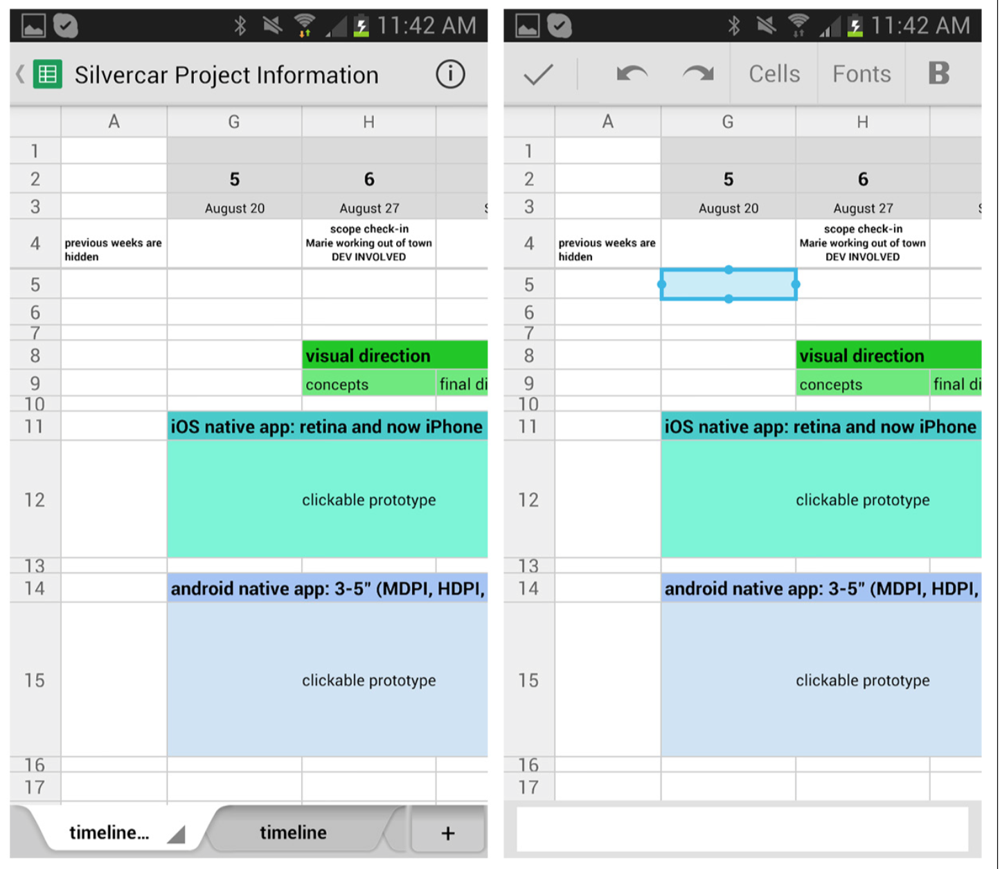 11:42 AM
Silvercar Project Information
A G H
1
2 5 6
3 August 20 August 27
scope check-in
4 previous weeks are Marie working out of town
hidden DEV INVOLVED
5
6
7
8 visual direction
9 concepts final di
10
11 iOS native app: retina and now iPhone
12 clickable prototype
13
14 android native app: 3-5" (MDPI, HDPI,
15 clickable prototype
16
17
timeline... timeline +
11:42 AM
Cells Fonts B
A G H
1
2 5 6
3 August 20 August 27
scope check-in
4 previous weeks are Marie working out of town
hidden DEV INVOLVED
5
6
7
8 visual direction
9 concepts final di
10
11 iOS native app: retina and now iPhone
12 clickable prototype
13
14 android native app: 3-5" (MDPI, HDPI,
15 clickable prototype
16
17